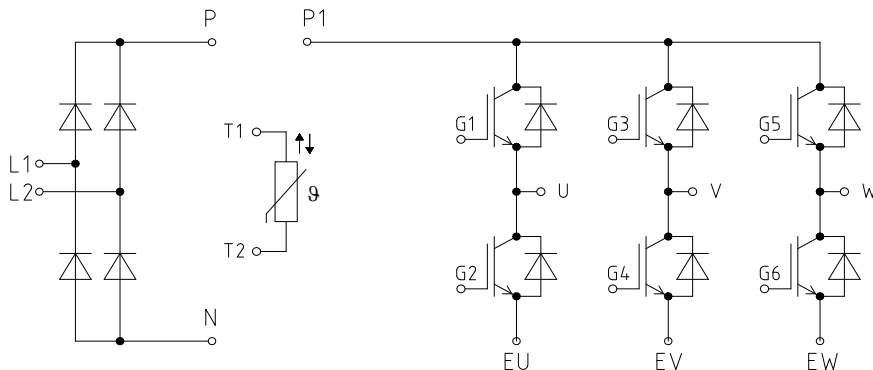 P P1
T1 G1 G3 G5
L1
L2 U V W
ϑ
T2 G2 G4 G6
N
EU EV EW